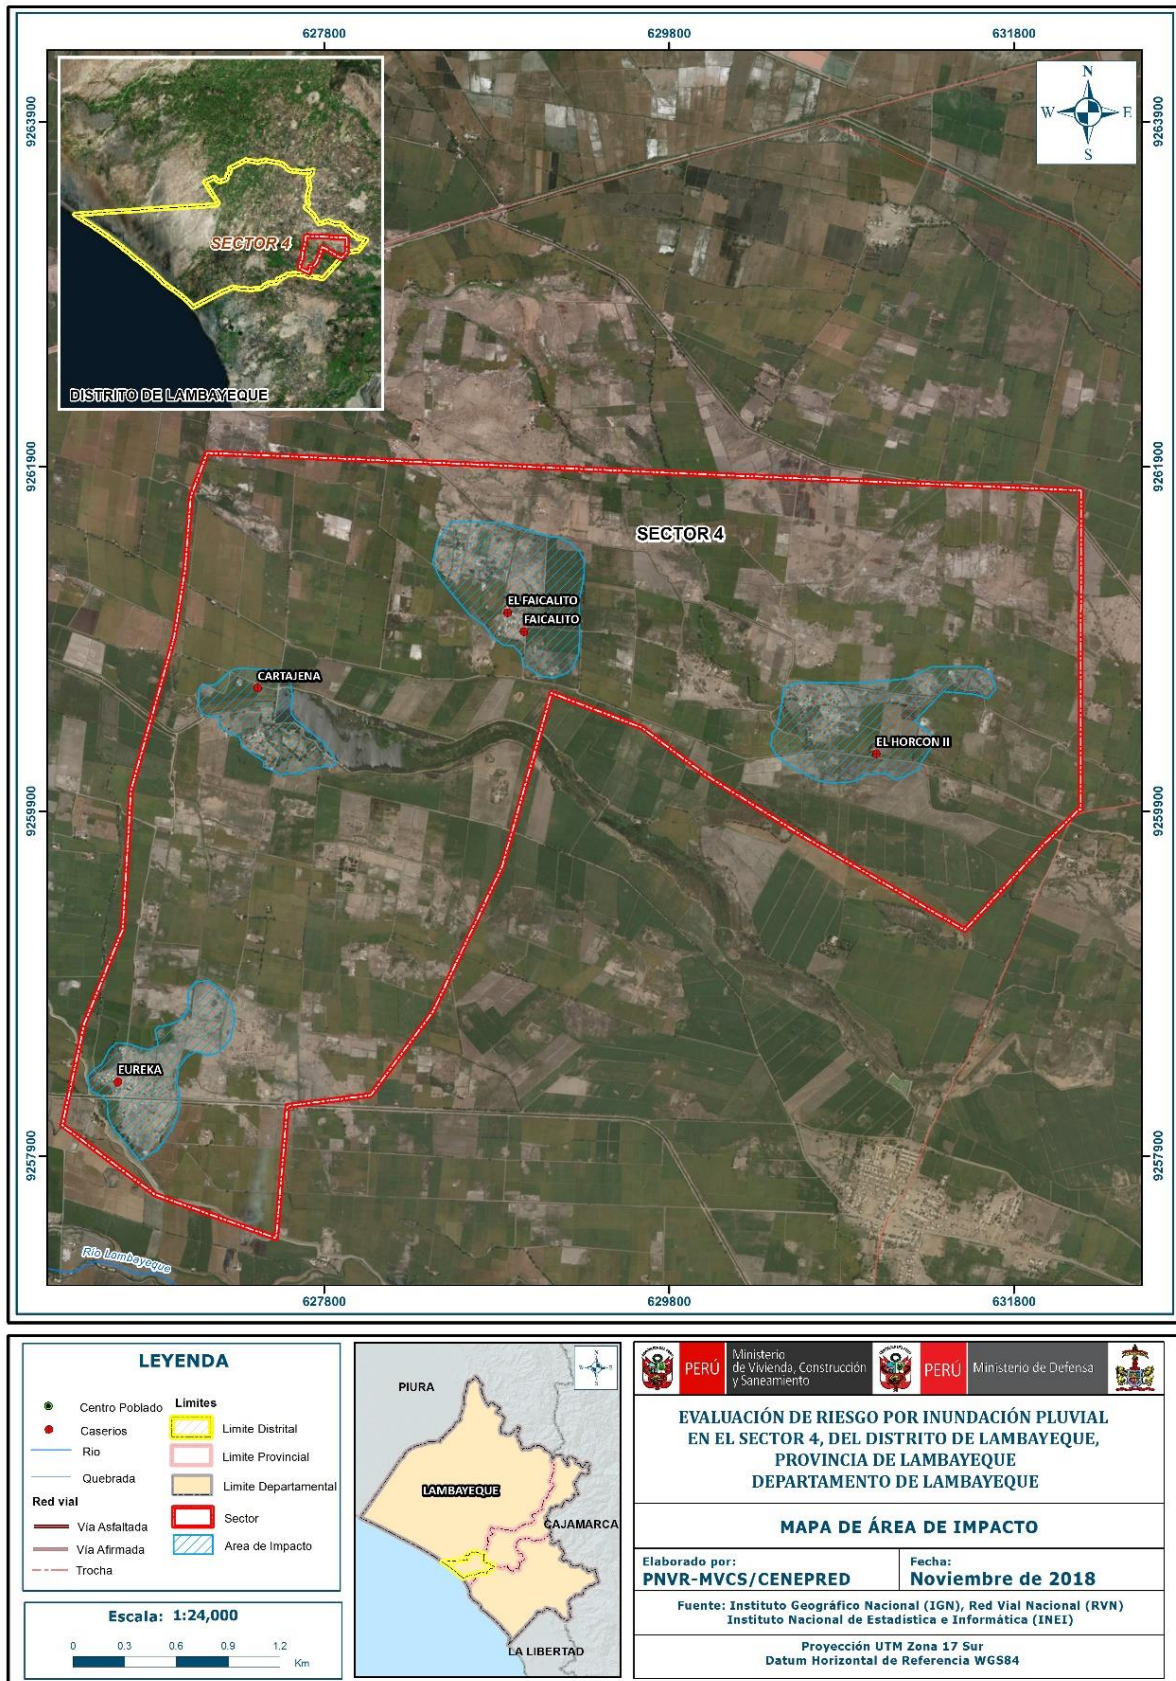 627800
629800
631800
9263900
9263900
N
W
E
S
SECTOR 4
DISTRITO DE LAMBAYEQUE
9261900
9261900
SECTOR 4
EL FAICALITO
FAICALITO
CARTAJENA
EL HORCON II
9259900
9259900
EUREKA
9257900
9257900
Río Lambayeque
627800
629800
631800
LEYENDA
Centro Poblado
Caserios
Rio
Quebrada
Red vial
Vía Asfaltada
Vía Afirmada
Trocha
Limites
Limite Distrital
Limite Provincial
Limite Departamental
Sector
Area de Impacto
Escala: 1:24,000
0 0.3 0.6 0.9 1.2
Km
PIURA
LAMBAYEQUE
CAJAMARCA
LA LIBERTAD
PERÚ
Ministerio
de Vivienda, Construcción
y Saneamiento
PERÚ
Ministerio de Defensa
EVALUACIÓN DE RIESGO POR INUNDACIÓN PLUVIAL
EN EL SECTOR 4, DEL DISTRITO DE LAMBAYEQUE,
PROVINCIA DE LAMBAYEQUE
DEPARTAMENTO DE LAMBAYEQUE
MAPA DE ÁREA DE IMPACTO
Elaborado por:
PNVR-MVCS/CENEPRED
Fecha:
Noviembre de 2018
Fuente: Instituto Geográfico Nacional (IGN), Red Vial Nacional (RVN)
Instituto Nacional de Estadística e Informática (INEI)
Proyección UTM Zona 17 Sur
Datum Horizontal de Referencia WGS84